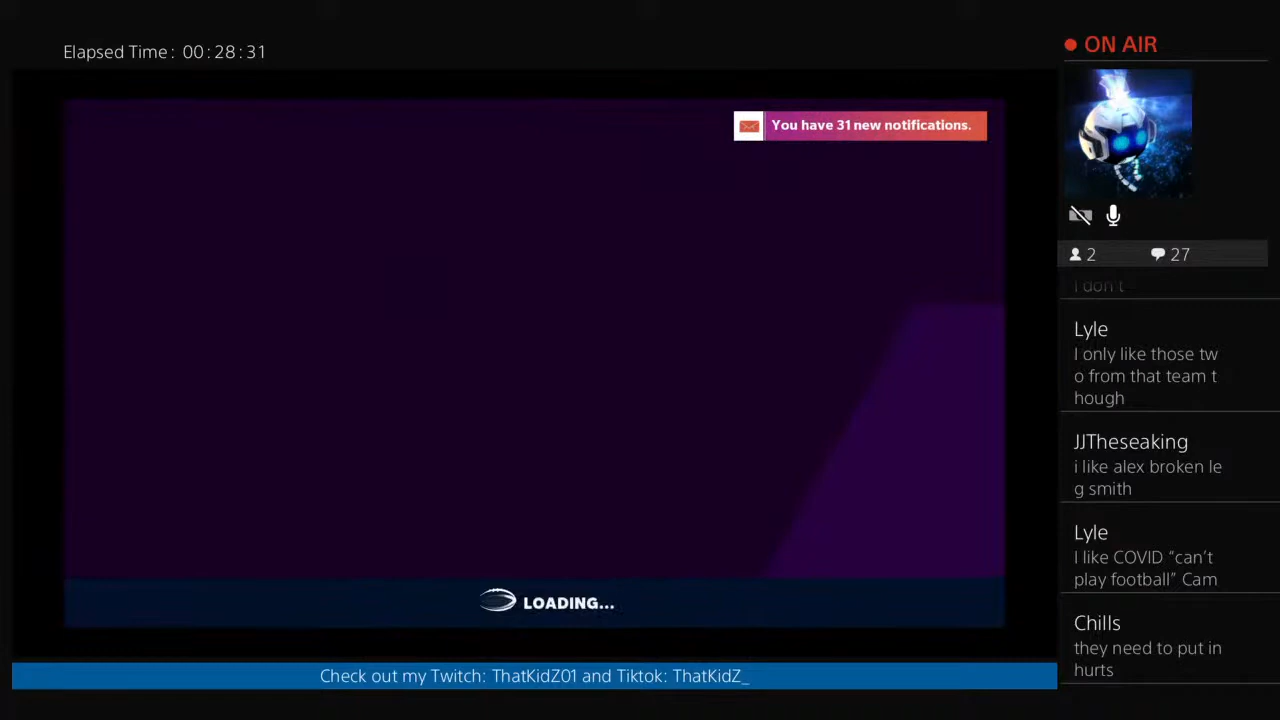 Elapsed Time: 00:28:31
ON AIR
You have 31 new notifications.
2
27
I don't
Lyle
I only like those tw
o from that team t
hough
JJTheseaking
i like alex broken le
g smith
Lyle
I like COVID “can't
play football” Cam
Chills
they need to put in
hurts
LOADING...
Check out my Twitch: ThatKidZ01 and Tiktok: ThatKidZ_